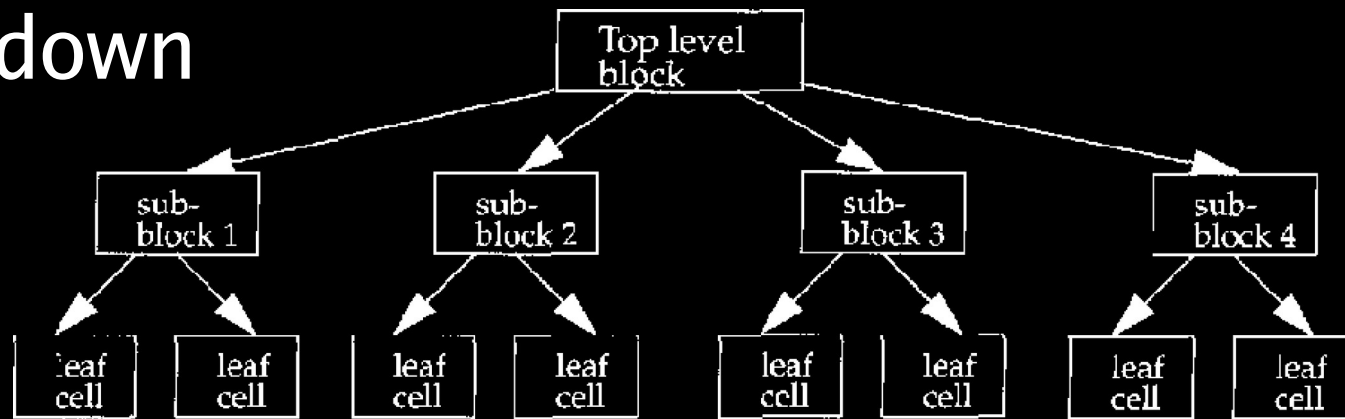 down
Top level
block
sub-
block 1
sub-
block 2
sub-
block 3
sub-
block 4
leaf
cell
leaf
cell
leaf
cell
leaf
cell
leaf
cell
leaf
cell
leaf
cell
leaf
cell